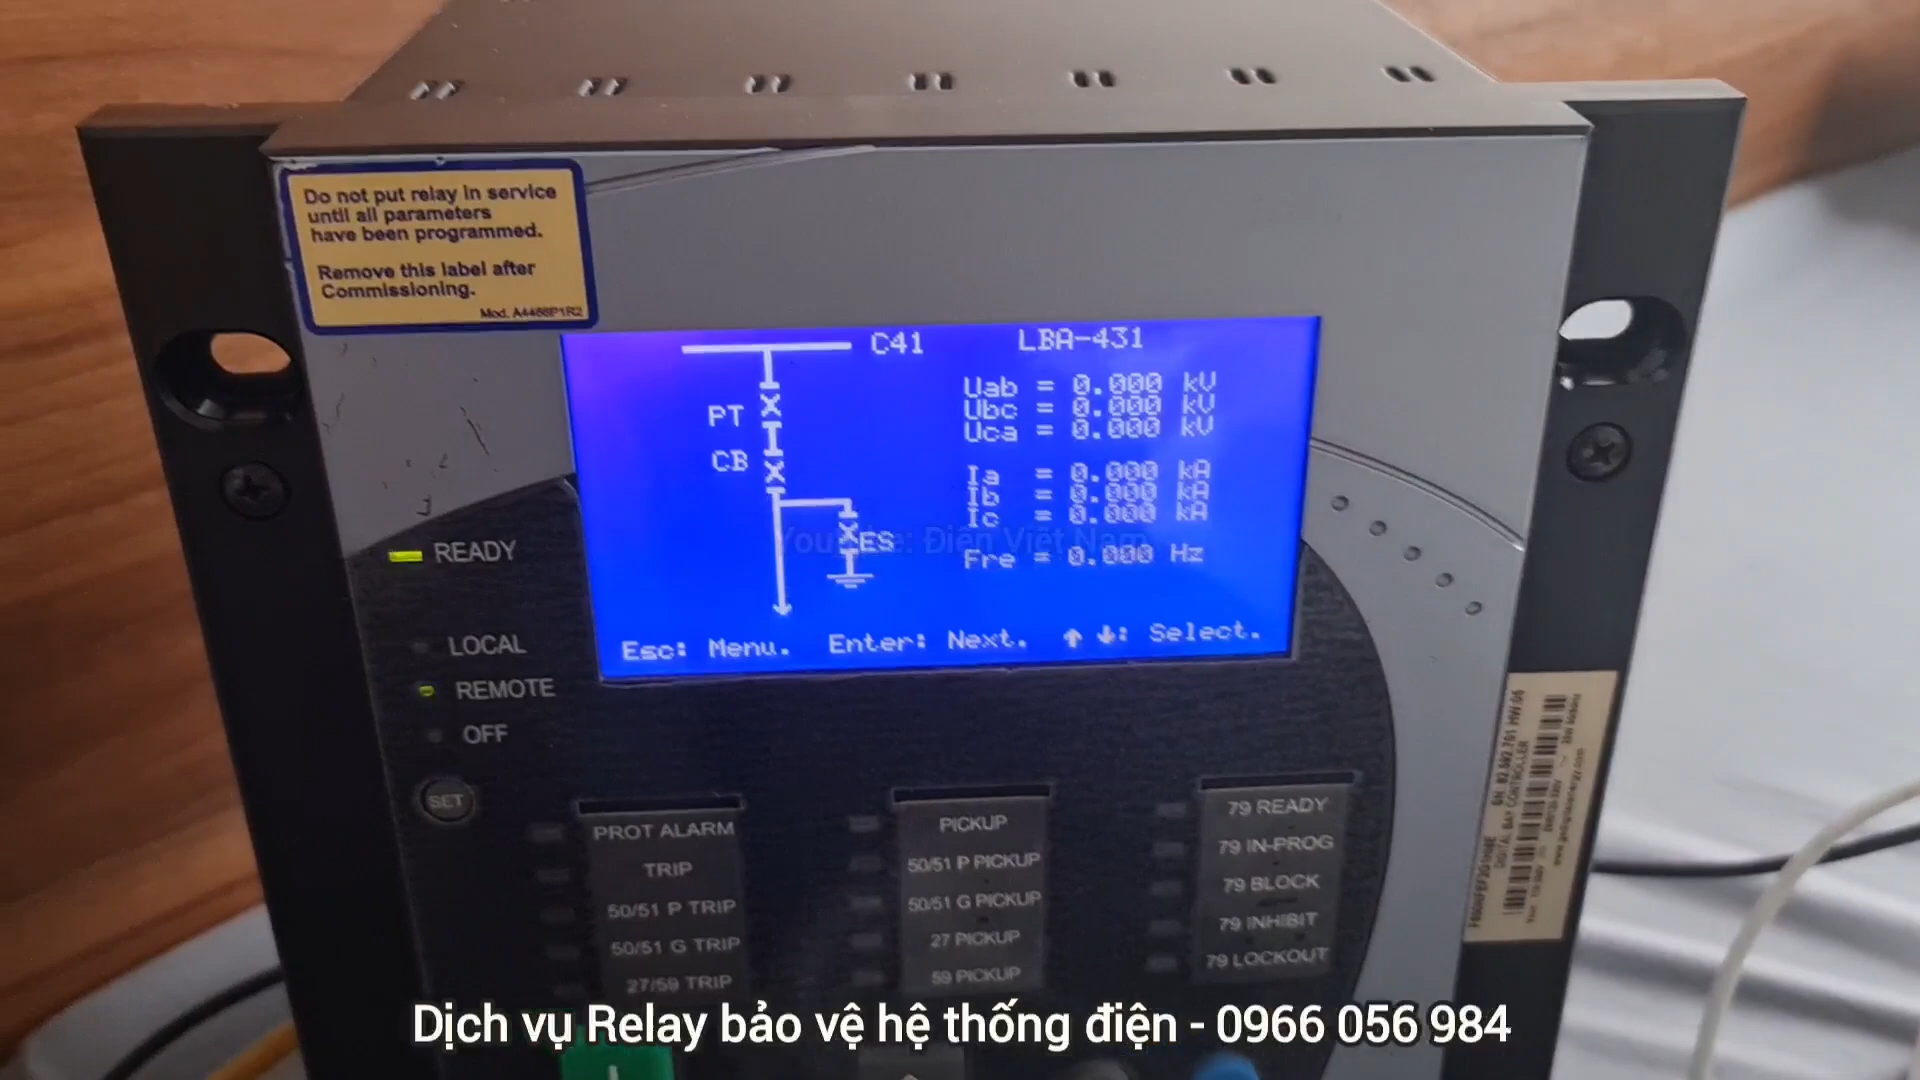 Do not put relay in service
until all parameters
have been programmed.
Remove this label after
Commissioning.
Mod. A4466P1R2
C41 LBA-431
PT
CB
ES
Uab = 0.000 kV
Ubc = 0.000 kV
Uca = 0.000 kV
Ia = 0.000 kA
Ib = 0.000 kA
Ic = 0.000 kA
Fre = 0.000 Hz
Youtube: Điện Việt Nam
Esc: Menu. Enter: Next. ↑ ↓: Select.
READY
LOCAL
REMOTE
OFF
SET
PROT ALARM
TRIP
50/51 P TRIP
50/51 G TRIP
27/59 TRIP
PICKUP
50/51 P PICKUP
50/51 G PICKUP
27 PICKUP
59 PICKUP
79 READY
79 IN-PROG
79 BLOCK
79 INHIBIT
79 LOCKOUT
DIGITAL BAY CONTROLLER
Dịch vụ Relay bảo vệ hệ thống điện - 0966 056 984